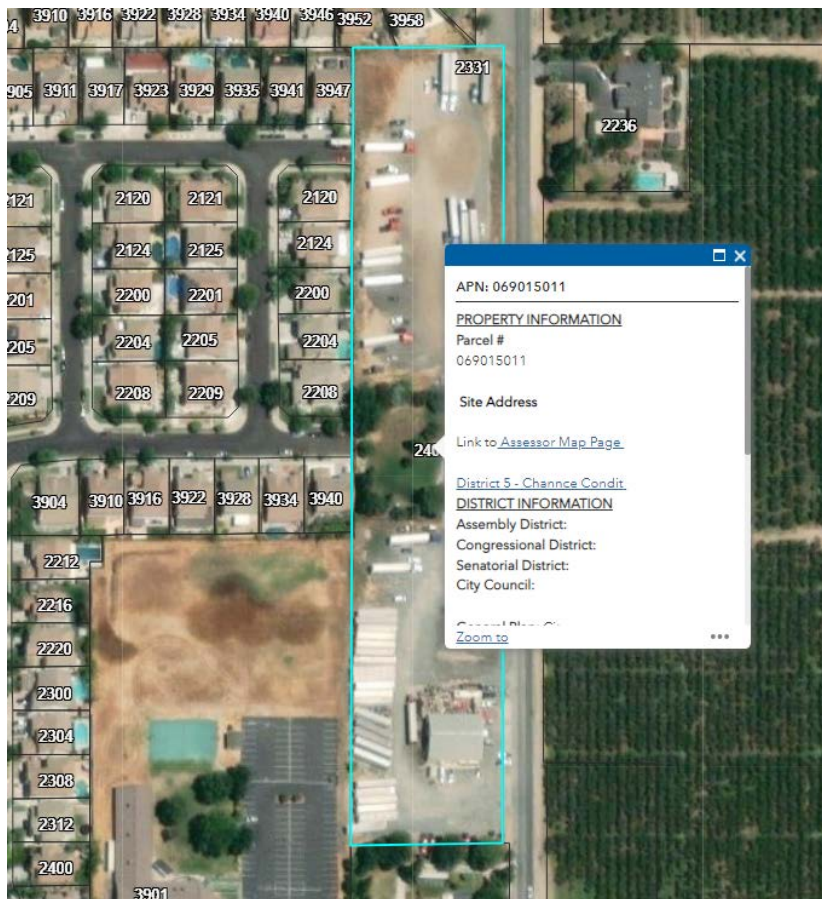 3910 3916 3922 3928 3934 3940 3946 3952 3958
3911 3917 3923 3929 3935 3941 3947
2331
2236
2120 2121 2120
2124 2125 2124
2200 2201 2200
2201
2204 2205 2204
2205
2208 2209 2208
2209
3904 3910 3916 3922 3928 3934 3940
2212
2216
2220
2300
2304
2308
2312
2400
3901
APN: 069015011
PROPERTY INFORMATION
Parcel #
069015011
Site Address
Link to Assessor Map Page
District 5 - Channce Condit
DISTRICT INFORMATION
Assembly District:
Congressional District:
Senatorial District:
City Council:
Zoom to